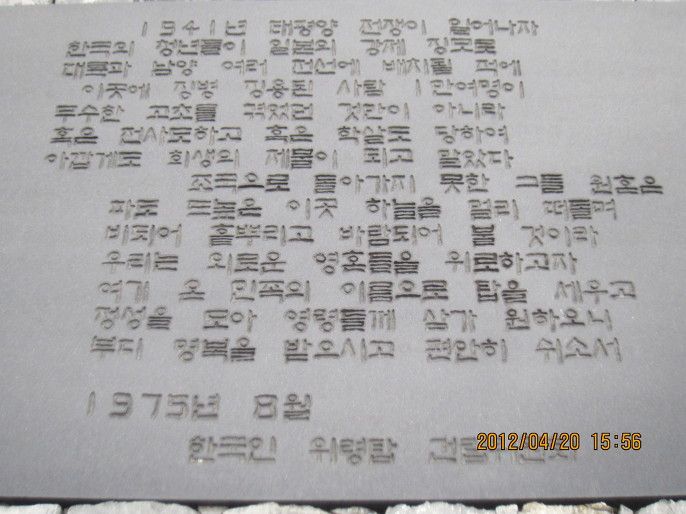 1941년 태평양 전쟁이 일어나자
한국의 청년들이 일본의 강제 징모로
대륙과 남양 여러 전선에 배치될 적에
이곳에 징병 징용된 사람 1 만여명이
무수한 고초를 겪었던 것만이 아니라
혹은 전사도하고 혹은 학살도 당하여
아깝게도 희생의 제물이 되고 말았다
조국으로 돌아가지 못한 그들 원혼은
파도 드높은 이곳 하늘을 멀리 떠돌며
비되어 흩뿌리고 바람되어 불 것이라
우리는 외로운 영혼들을 위로하고자
여기 온 민족의 이름으로 탑을 세우고
정성을 모아 영령들께 삼가 원하오니
부디 명복을 받으시고 편안히 쉬소서
1975년 8월
한국인 위령탑
2012/04/20 15:56